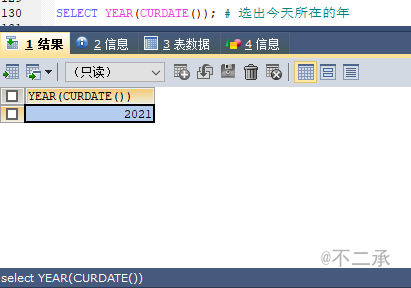 130 SELECT YEAR(CURDATE()); # 选出今天所在的年
1 结果 2 信息 3 表数据 4 信息
（只读）
YEAR(CURDATE())
2021
@不二承
select YEAR(CURDATE())